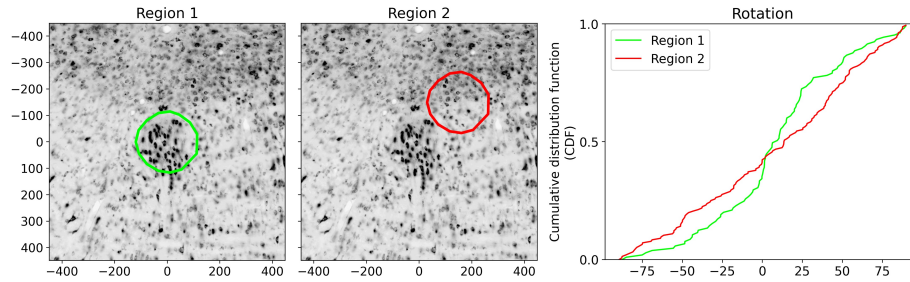 Region 1
Region 2
Rotation
−400
−300
−200
−100
0
100
200
300
400
−400 −200 0 200 400
−400 −200 0 200 400
Cumulative distribution function
(CDF)
1.0
0.5
0.0
Region 1
Region 2
−75 −50 −25 0 25 50 75